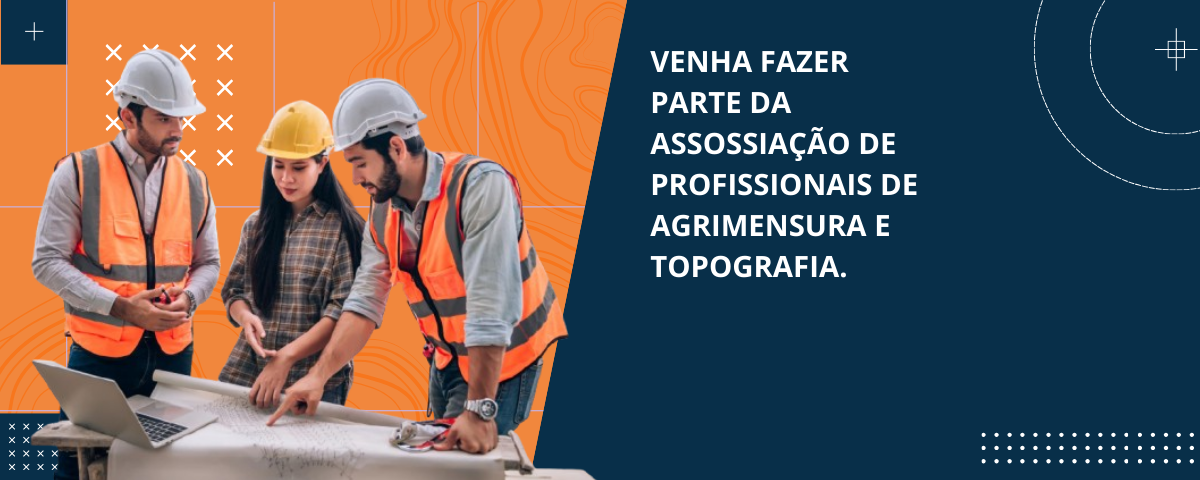 VENHA FAZER
PARTE DA
ASSOSSIAÇÃO DE
PROFISSIONAIS DE
AGRIMENSURA E
TOPOGRAFIA.